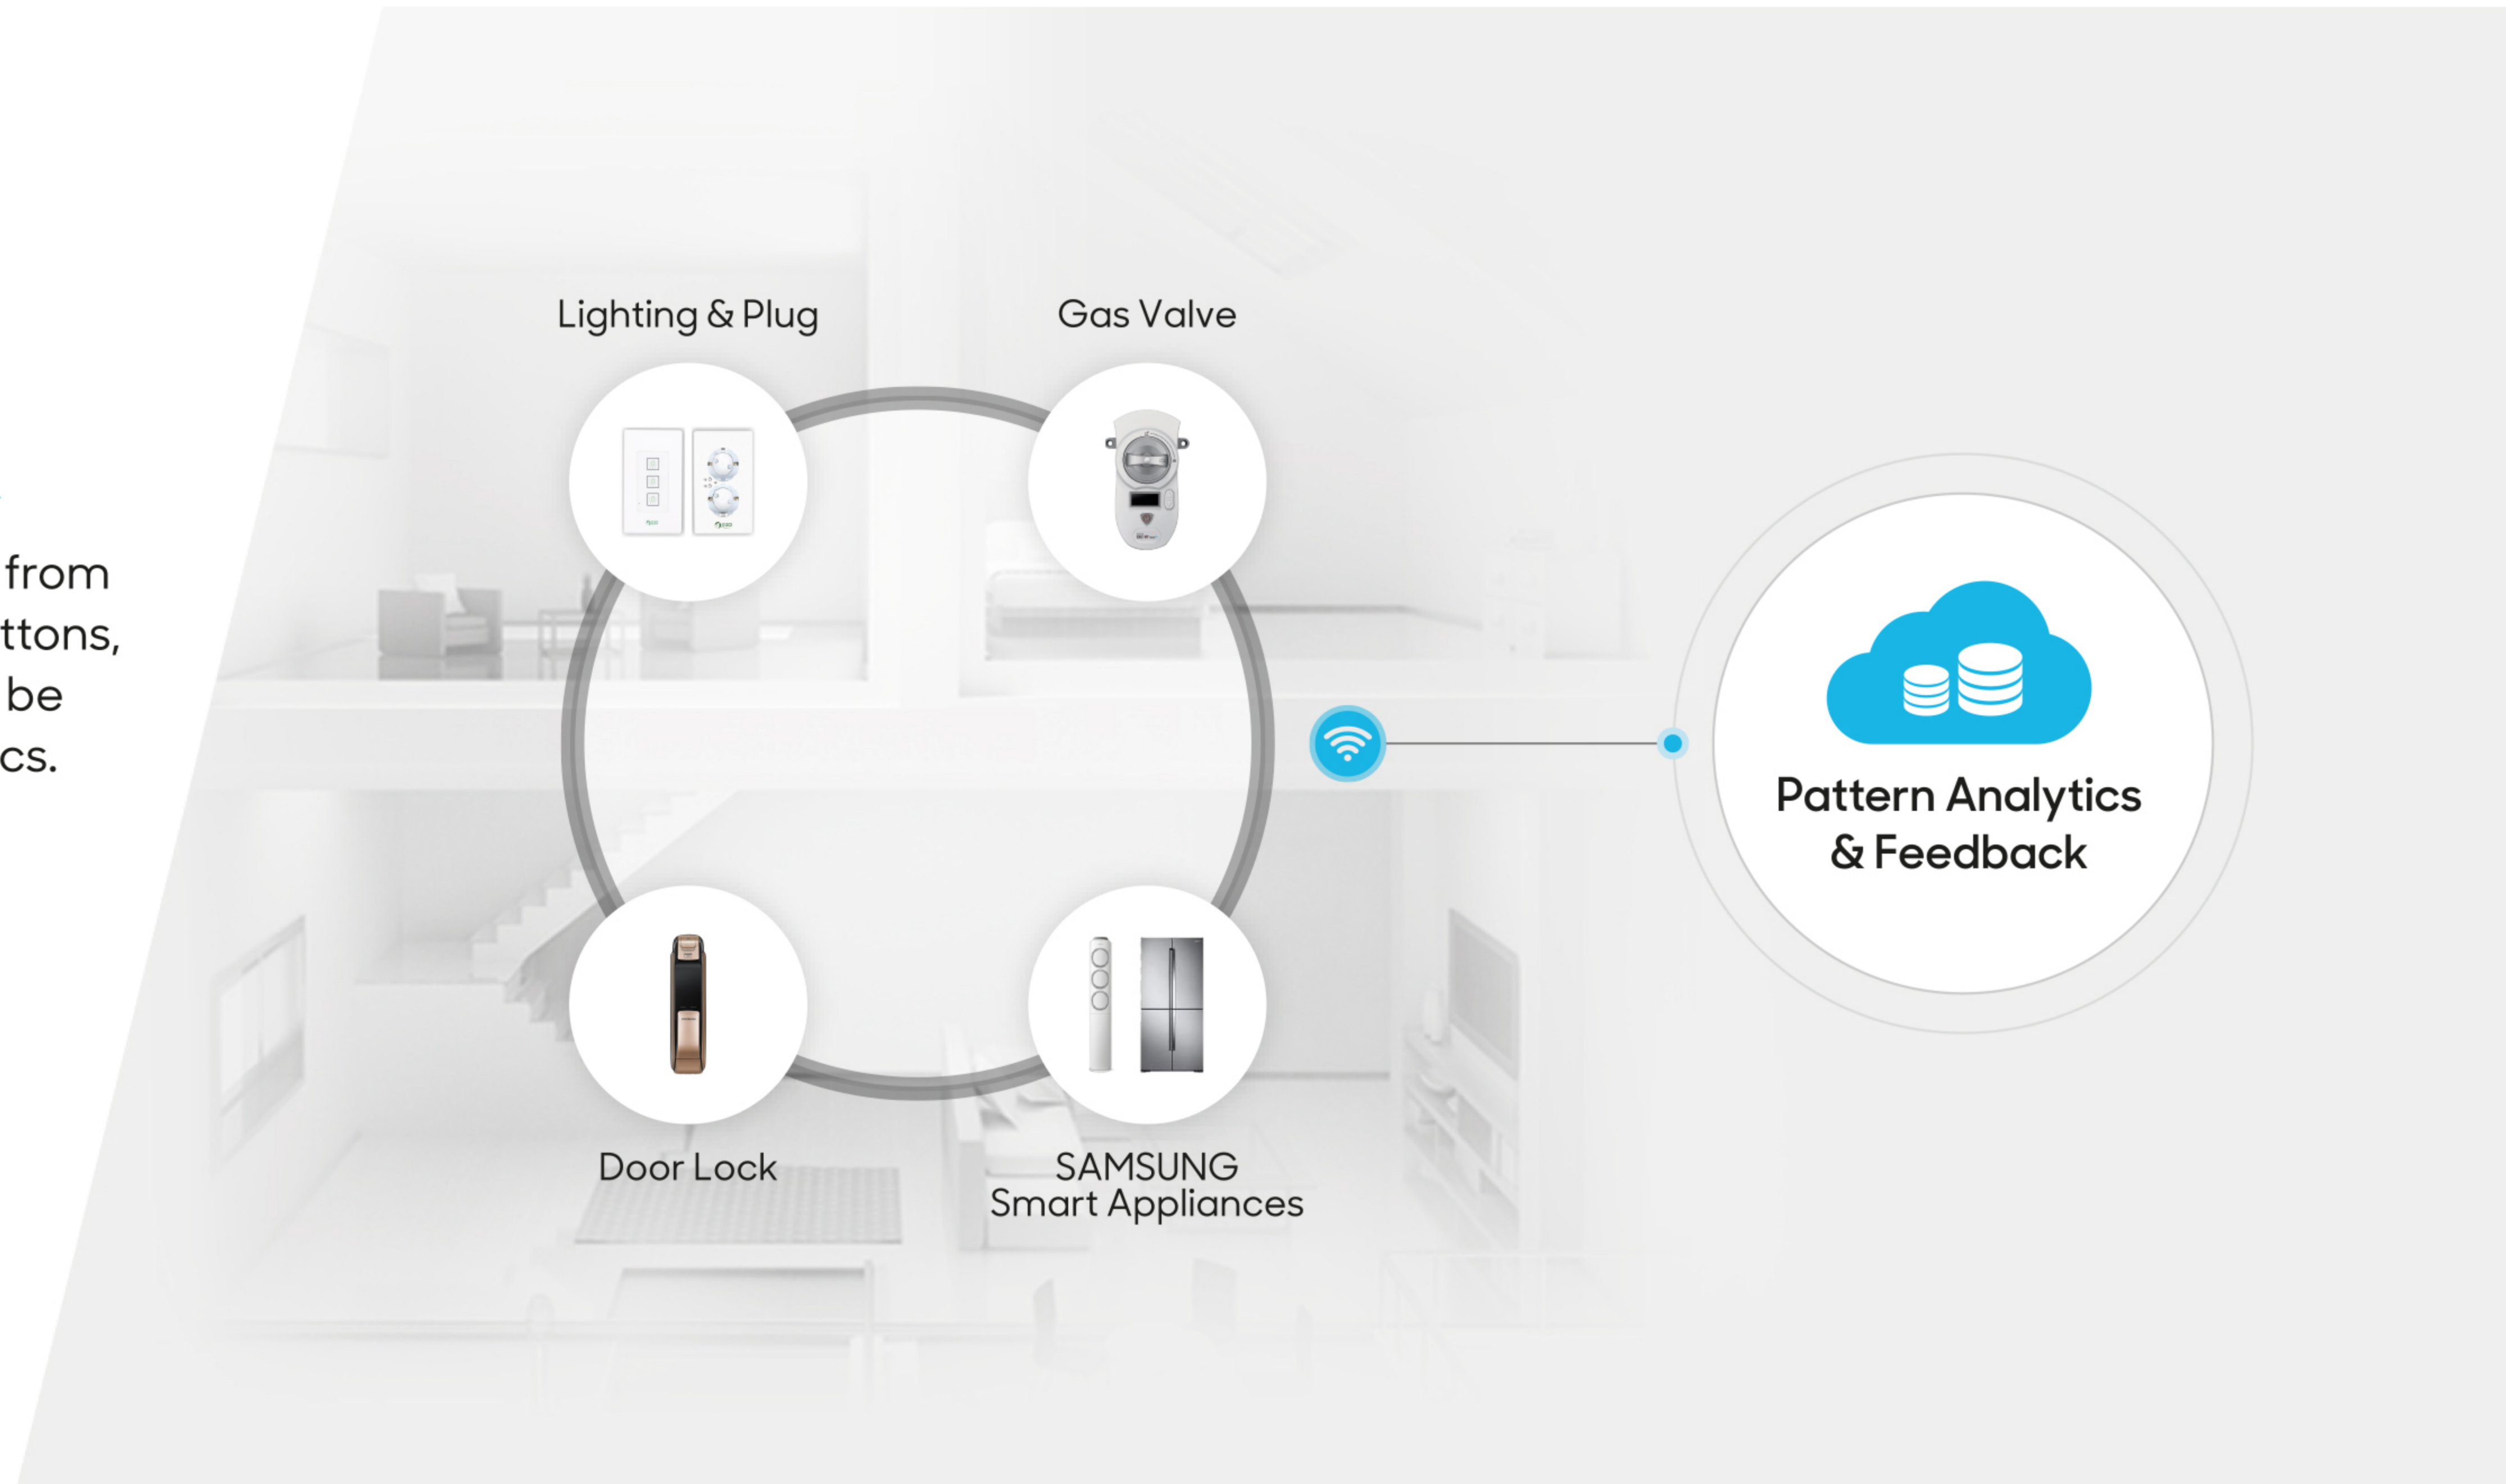 from
ttons,
be
cs.
Lighting & Plug
Gas Valve
Door Lock
SAMSUNG
Smart Appliances
Pattern Analytics
& Feedback